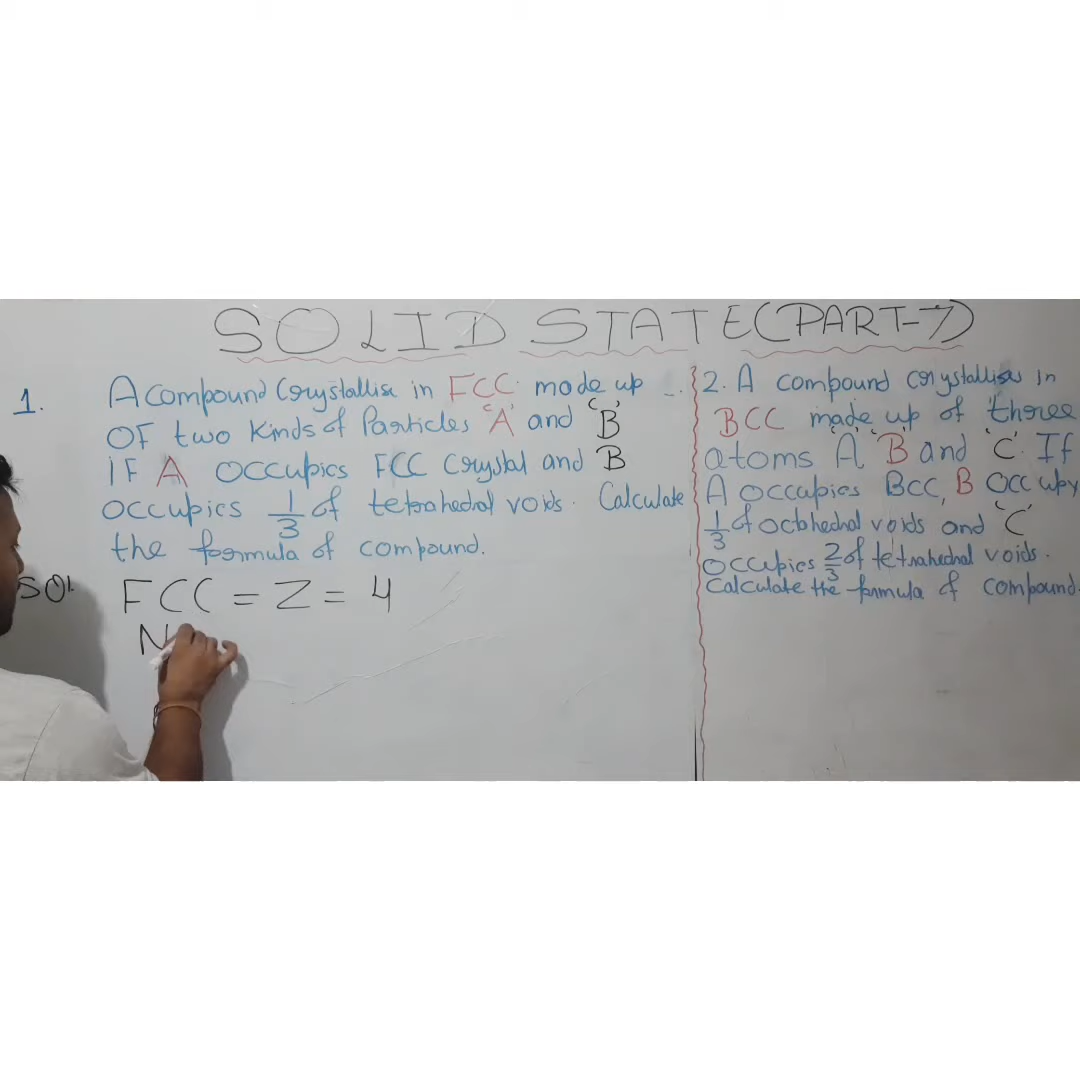 SOLID STATE (PART-7)
1. A compound Crystallise in FCC made up
OF two kinds of Particles 'A' and 'B'
IF A occupies FCC Crystal and B
occupies 1/3 of tetrahedral voids. Calculate
the formula of compound.
Sol. FCC = Z = 4
N
2. A compound crystallises in
BCC made up of three
atoms 'A' 'B' and 'C'. If
A occupies BCC, B occupy
1/3 of octahedral voids and 'C'
occupies 2/3 of tetrahedral voids.
Calculate the formula of compound.